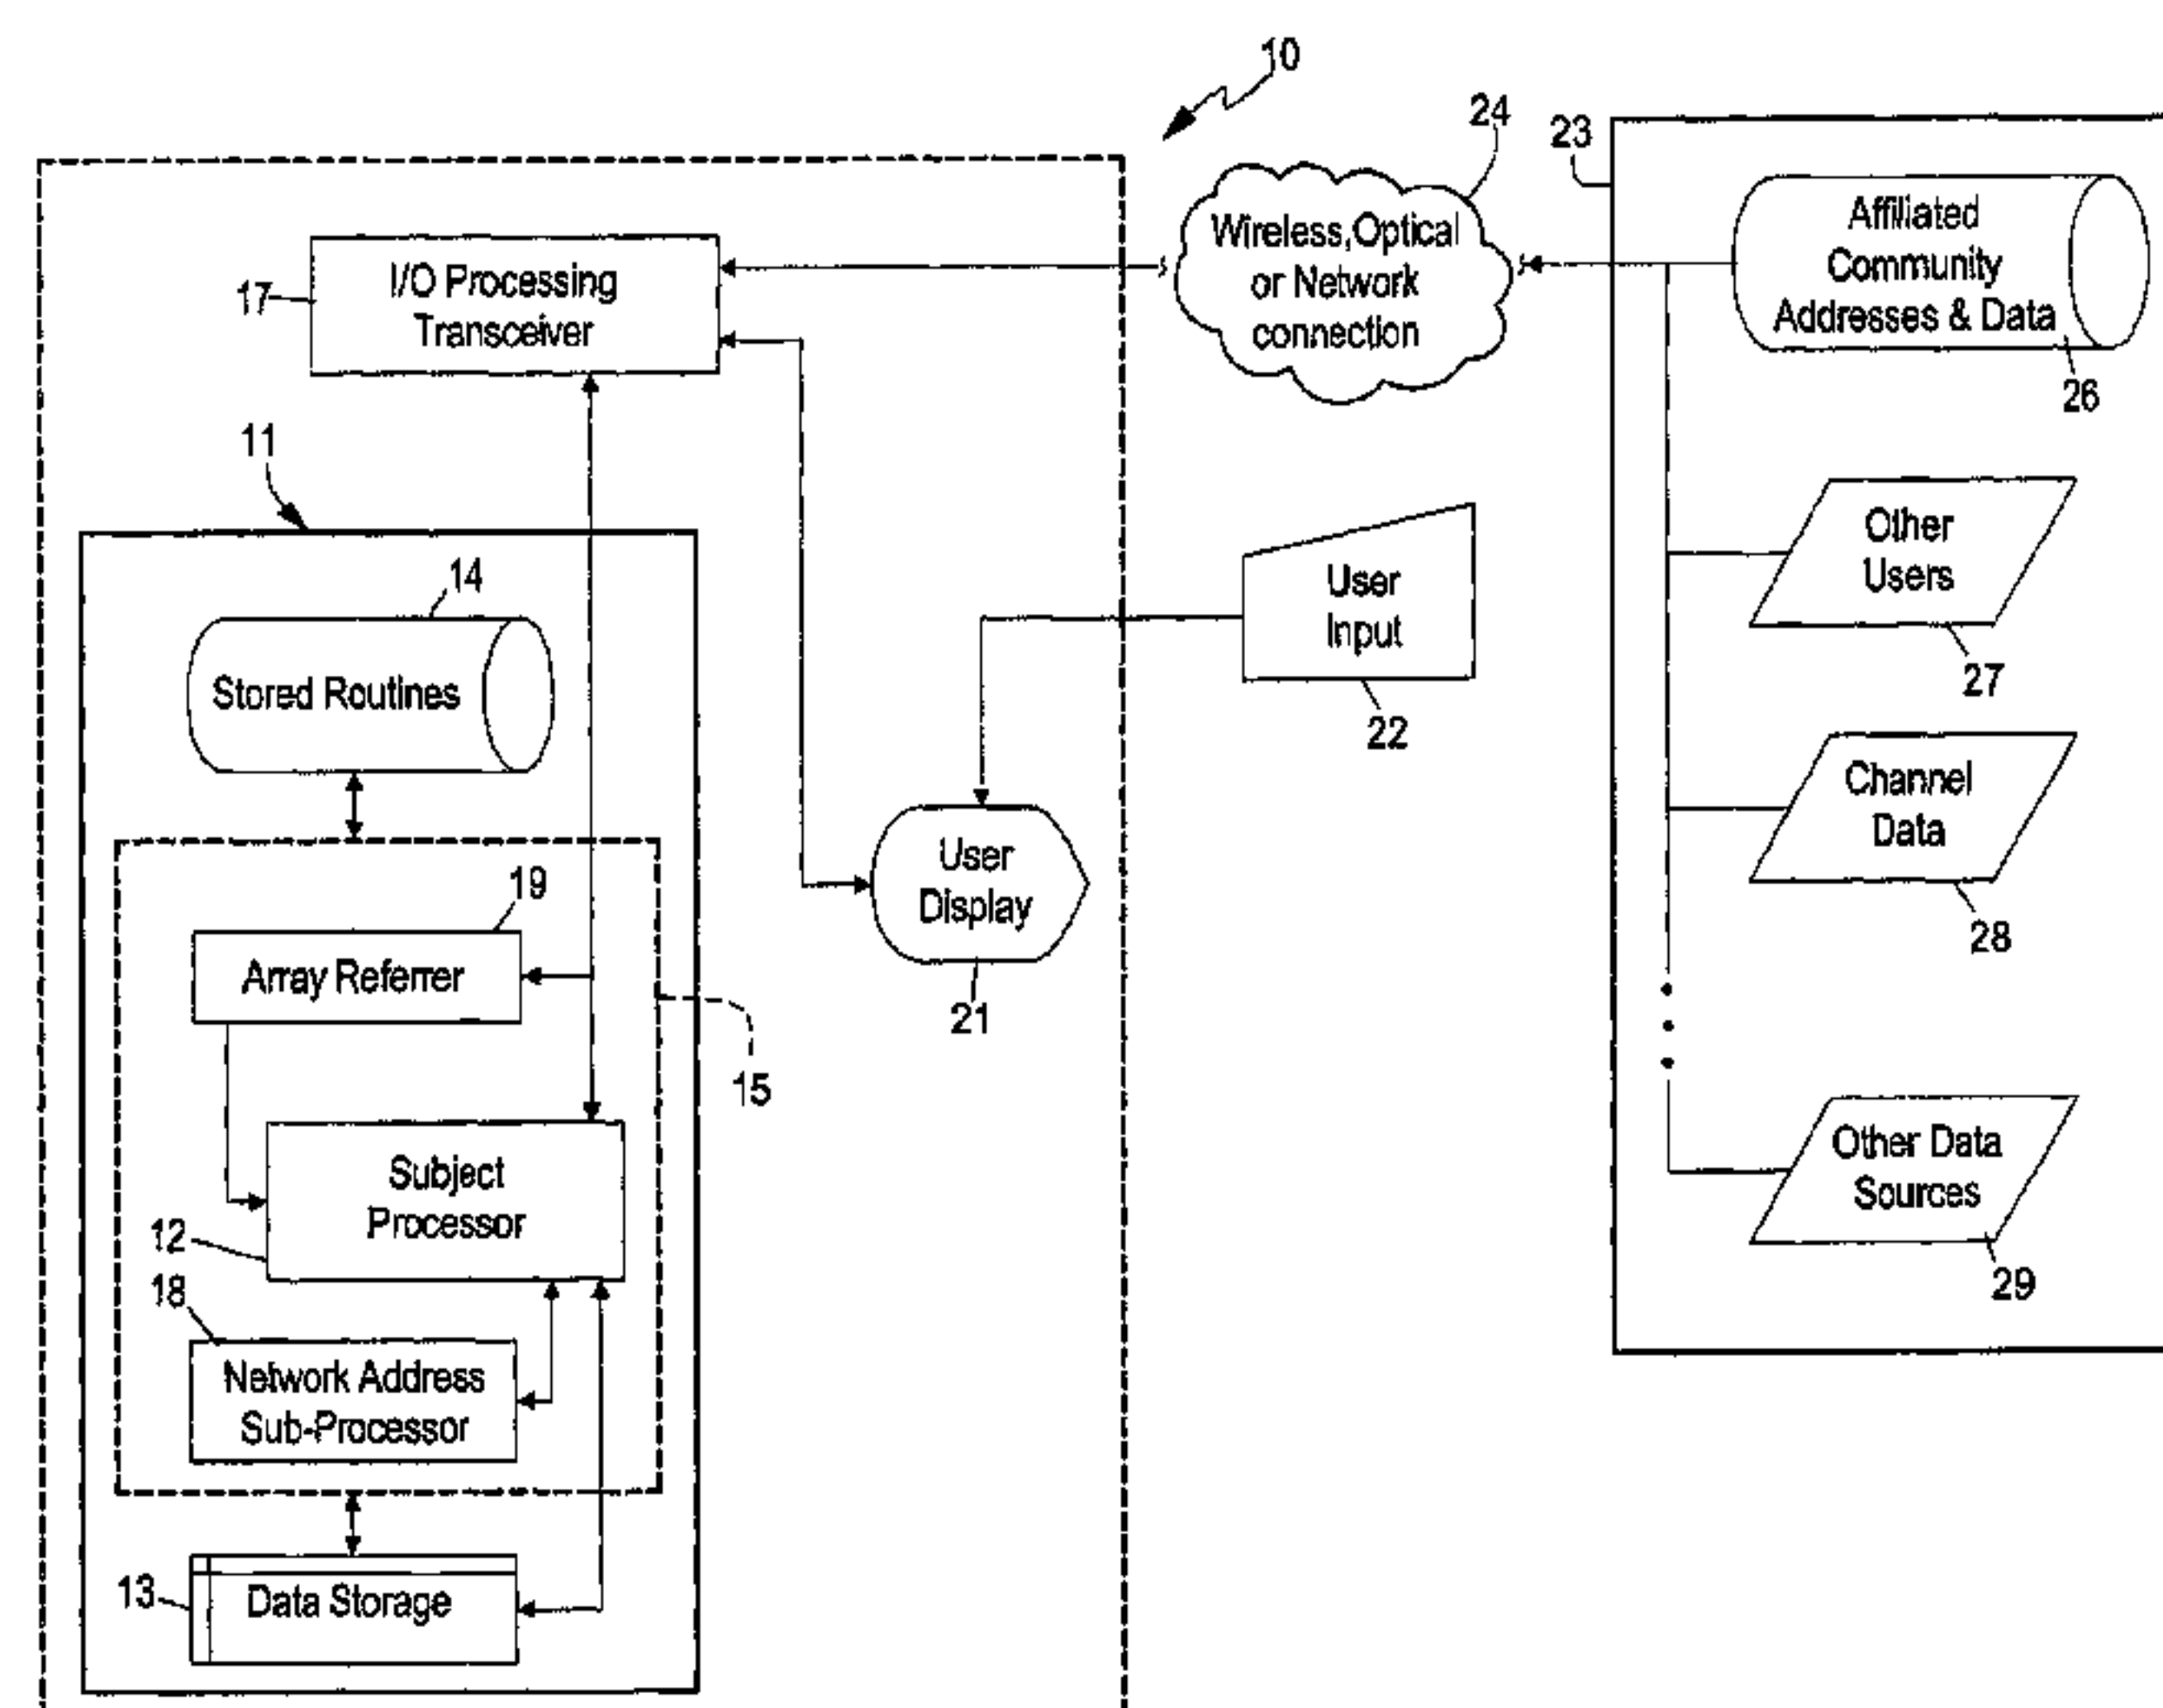 10
24
23
Wireless,Optical
or Network
connection
Affiliated
Community
Addresses & Data
26
I/O Processing
Transceiver
17
11
14
Stored Routines
User
Input
22
Other
Users
27
Channel
Data
28
User
Display
21
19
Array Referrer
15
Subject
Processor
12
18
Network Address
Sub-Processor
Other Data
Sources
29
13
Data Storage